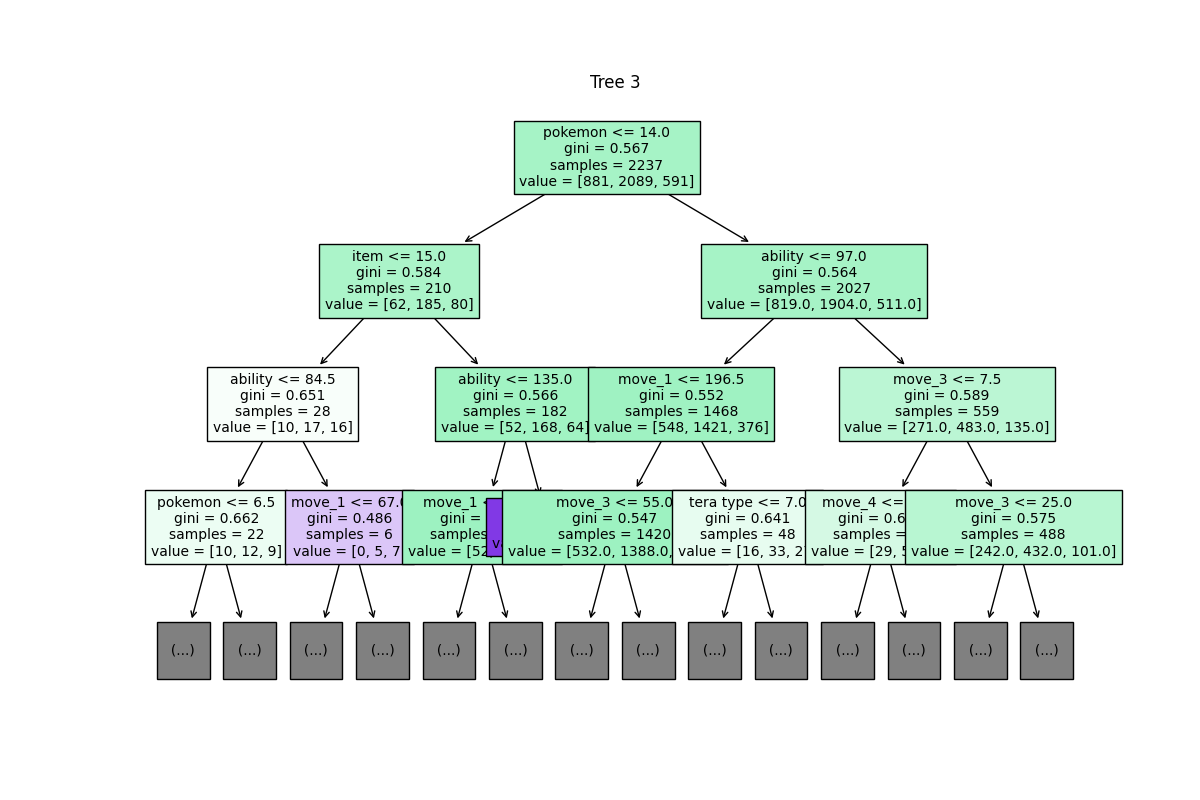 Tree 3
pokemon <= 14.0
gini = 0.567
samples = 2237
value = [881, 2089, 591]
item <= 15.0
gini = 0.584
samples = 210
value = [62, 185, 80]
ability <= 97.0
gini = 0.564
samples = 2027
value = [819.0, 1904.0, 511.0]
ability <= 84.5
gini = 0.651
samples = 28
value = [10, 17, 16]
ability <= 135.0
gini = 0.566
samples = 182
value = [52, 168, 64]
move_1 <= 196.5
gini = 0.552
samples = 1468
value = [548, 1421, 376]
move_3 <= 7.5
gini = 0.589
samples = 559
value = [271.0, 483.0, 135.0]
pokemon <= 6.5
gini = 0.662
samples = 22
value = [10, 12, 9]
move_1 <= 67.
gini = 0.486
samples = 6
value = [0, 5, 7
move_1
gini =
samples
value = [52,
move_3 <= 55.0
gini = 0.547
samples = 1420
value = [532.0, 1388.0,
tera type <= 7.0
gini = 0.641
samples = 48
value = [16, 33, 2
move_4 <=
gini = 0.6
samples =
value = [29,
move_3 <= 25.0
gini = 0.575
samples = 488
value = [242.0, 432.0, 101.0]
(...)
(...)
(...)
(...)
(...)
(...)
(...)
(...)
(...)
(...)
(...)
(...)
(...)
(...)